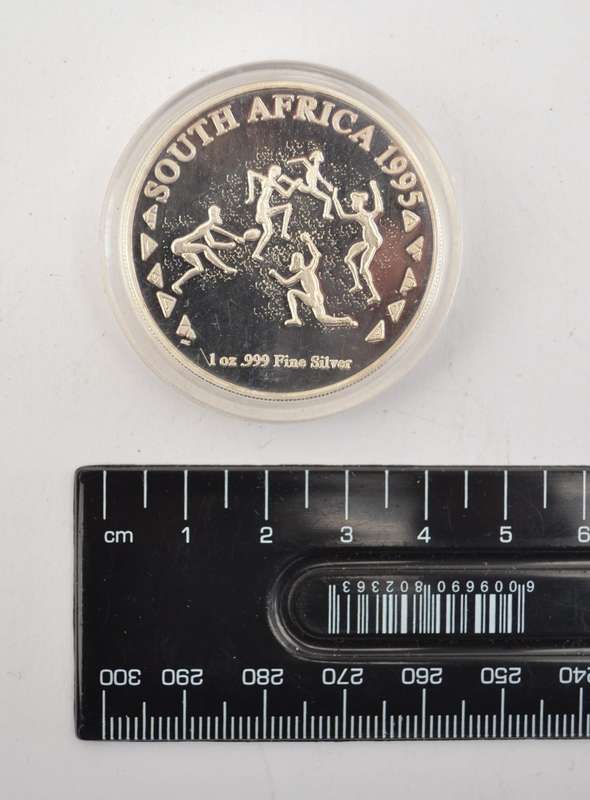 SOUTH AFRICA 1995
1 oz .999 Fine Silver
cm 1 2 3 4 5 6
6 009690 802363
300 290 280 270 260 250 240